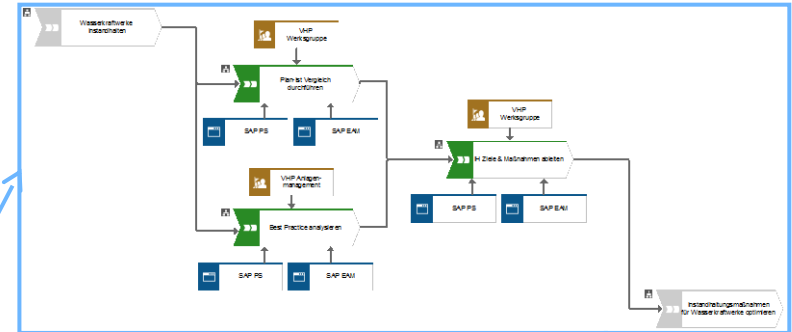 Wasserkraftwerke
instandhalten
VHP
Werksgruppe
Plan-Ist Vergleich
durchführen
SAP PS
SAP EAM
VHP
Werksgruppe
IH Ziele & Maßnahmen ableiten
SAP PS
SAP EAM
VHP Anlagen-
management
Best Practice analysieren
SAP PS
SAP EAM
Instandhaltungsmaßnahmen
für Wasserkraftwerke optimieren